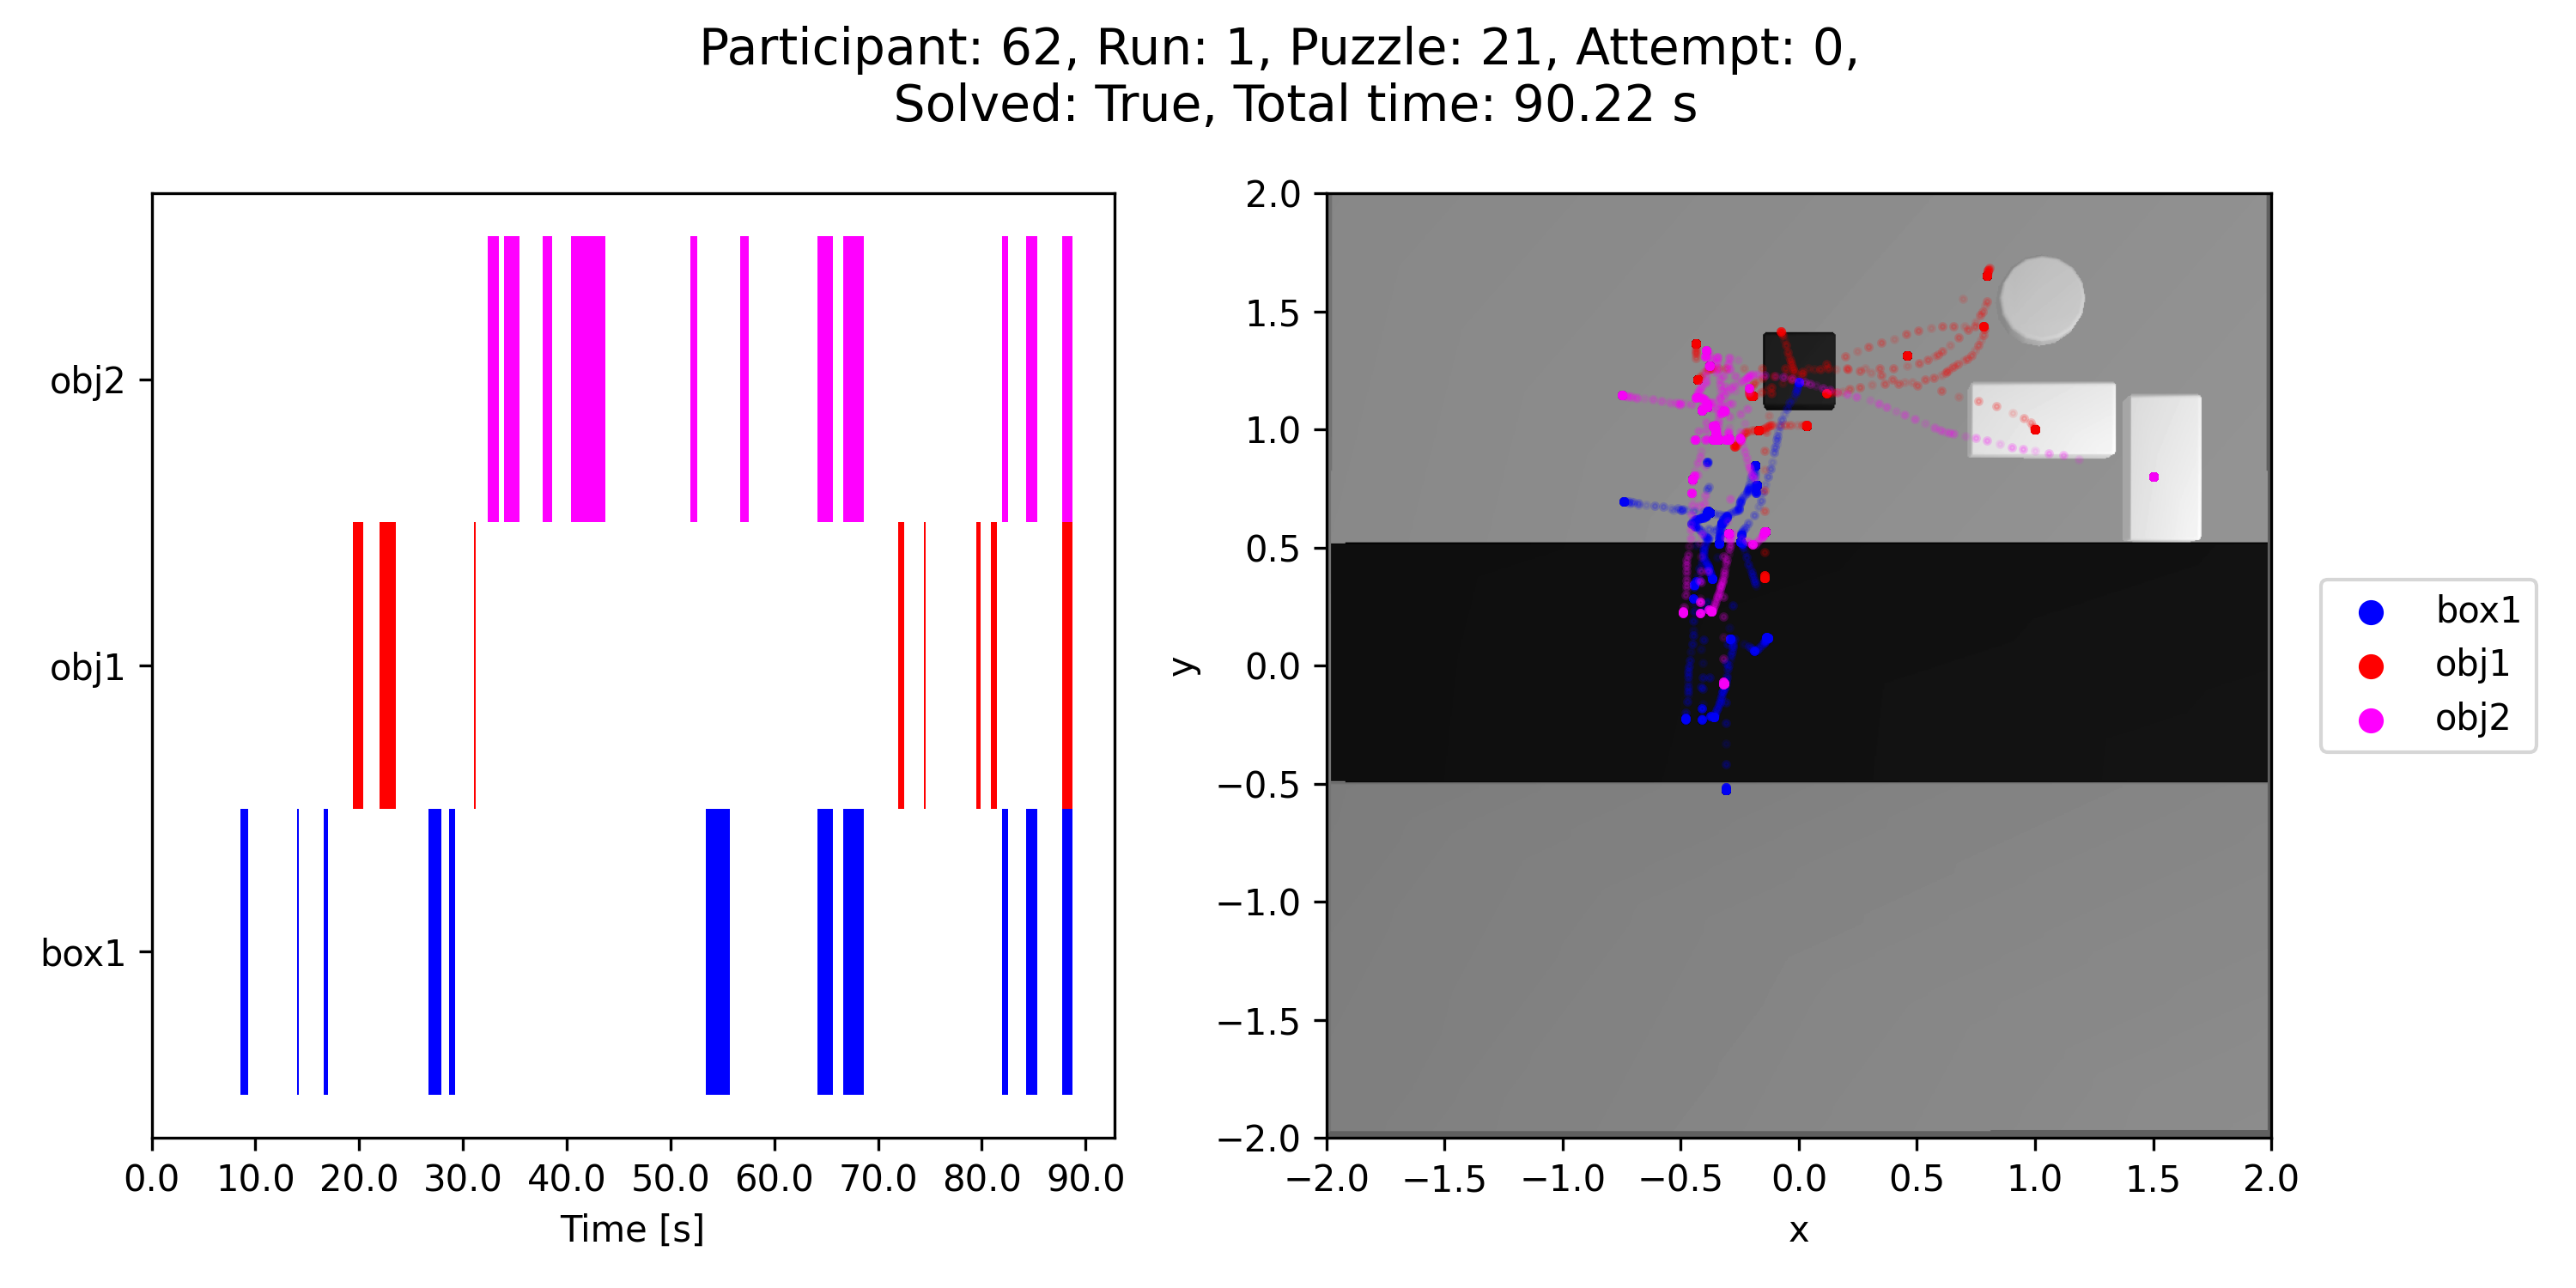 Participant: 62, Run: 1, Puzzle: 21, Attempt: 0,
Solved: True, Total time: 90.22 s
obj2
obj1
box1
0.0 10.0 20.0 30.0 40.0 50.0 60.0 70.0 80.0 90.0
Time [s]
2.0
1.5
1.0
0.5
0.0
−0.5
−1.0
−1.5
−2.0
y
−2.0 −1.5 −1.0 −0.5 0.0 0.5 1.0 1.5 2.0
x
box1
obj1
obj2